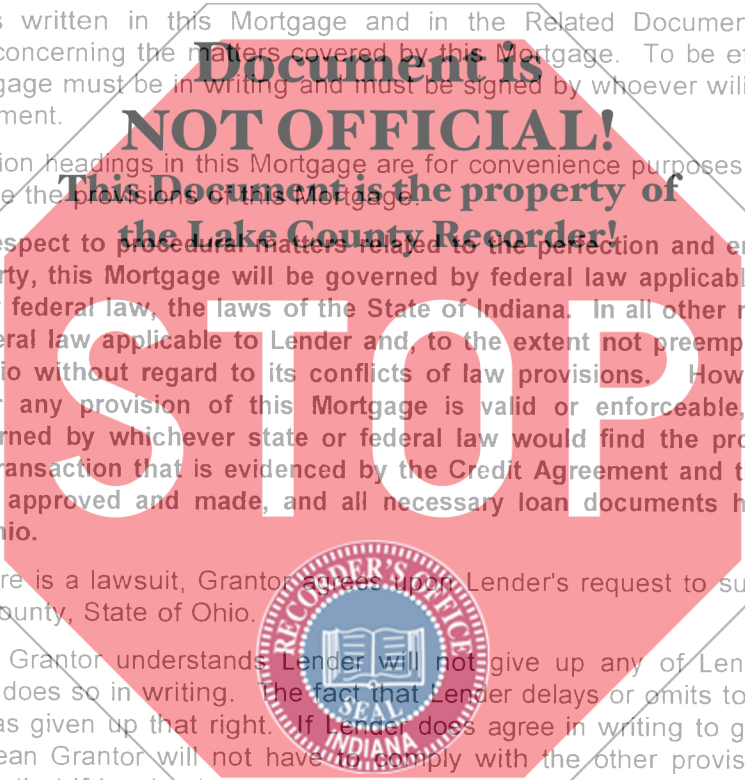 s written in this Mortgage and in the Related Documen
concerning the matters covered by this Mortgage. To be ef
Document is
gage must be in writing and must be signed by whoever will
ment.
NOT OFFICIAL!
ion headings in this Mortgage are for convenience purposes
This Document is the property of
e the provisions of this Mortgage.
the Lake County Recorder!
espect to procedural matters related to the perfection and en
rty, this Mortgage will be governed by federal law applicabl
federal law, the laws of the State of Indiana. In all other
eral law applicable to Lender and, to the extent not preemp
STOP
io without regard to its conflicts of law provisions. How
r any provision of this Mortgage is valid or enforceable,
rned by whichever state or federal law would find the pro
ransaction that is evidenced by the Credit Agreement and t
approved and made, and all necessary loan documents h
hio.
re is a lawsuit, Grantor agrees upon Lender's request to su
ounty, State of Ohio.
RECORDER'S OFFICE
SEAL
INDIANA
Grantor understands Lender will not give up any of Len
does so in writing. The fact that Lender delays or omits to
as given up that right. If Lender does agree in writing to g
ean Grantor will not have to comply with the other provis